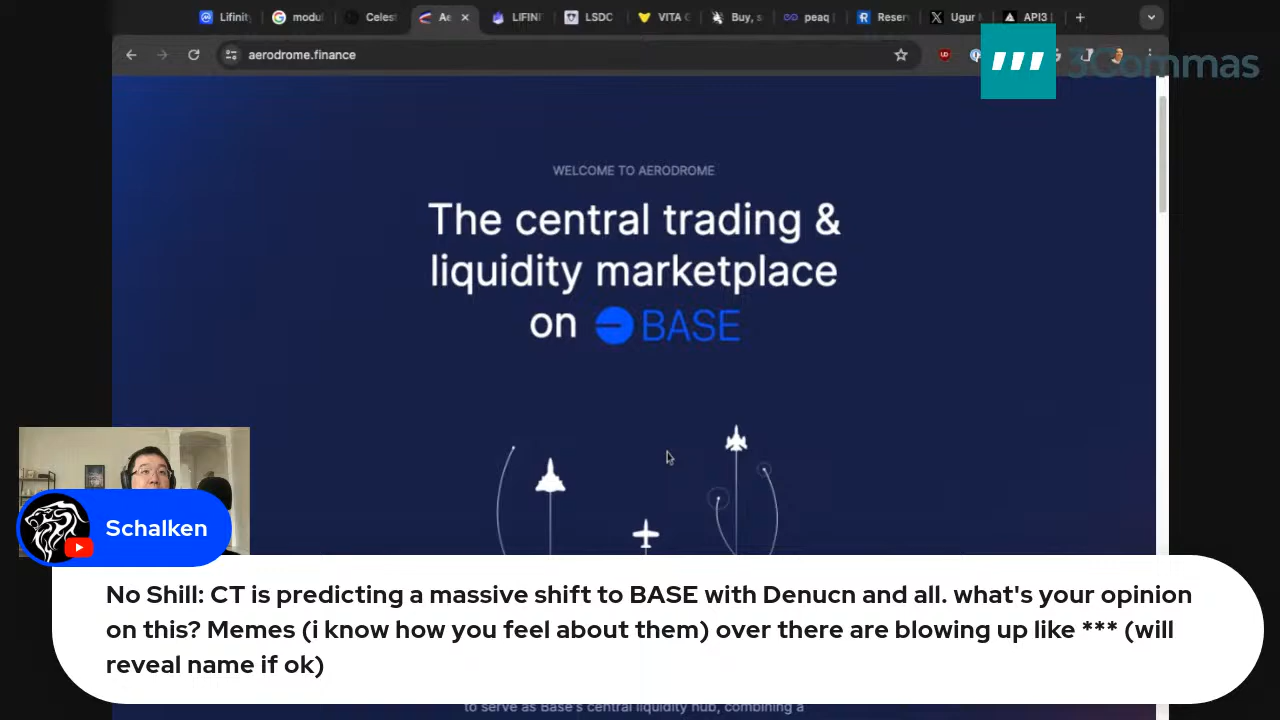 Lifinit
modul
Celest
Ae
LIFINI
LSDC
VITA
Buy, s
peaq
Reserv
Ugur
API3
aerodrome.finance
3Commas
WELCOME TO AERODROME
The central trading &
liquidity marketplace
on BASE
Schalken
No Shill: CT is predicting a massive shift to BASE with Denucn and all. what's your opinion
on this? Memes (i know how you feel about them) over there are blowing up like *** (will
reveal name if ok)
to serve as Base's central liquidity hub, combining a